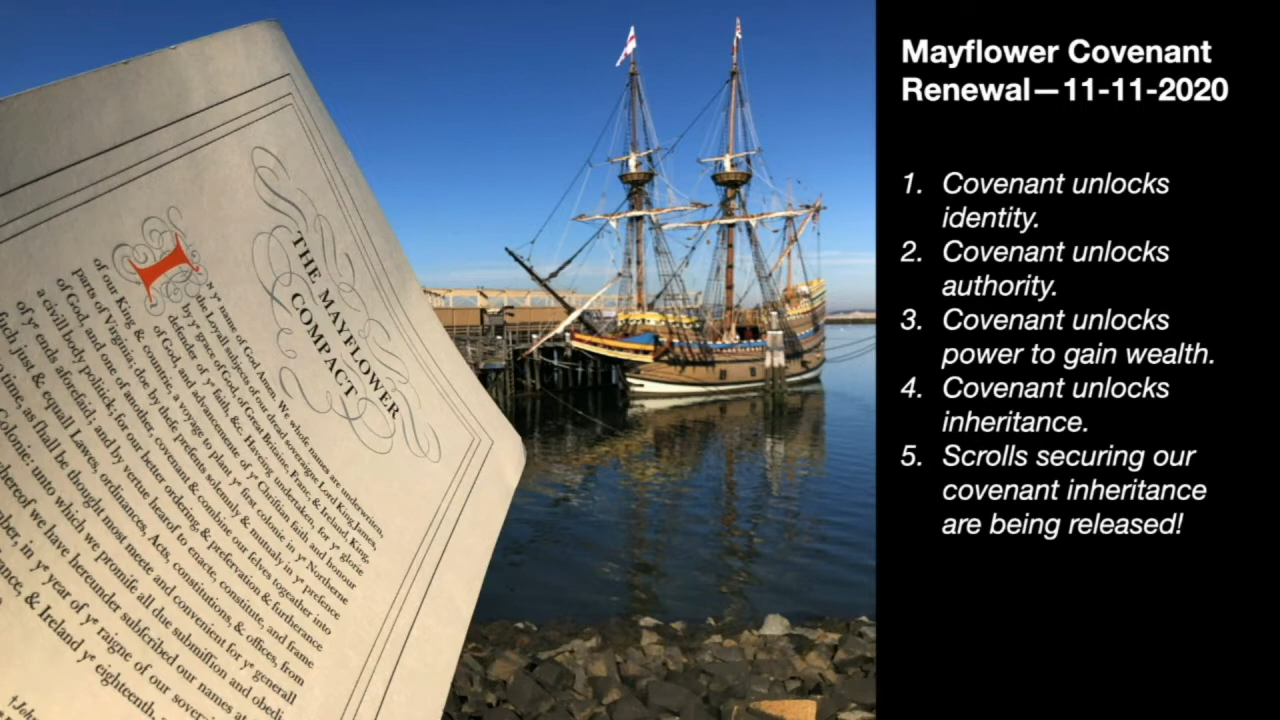 THE MAYFLOWER
COMPACT
IN yᵉ name of God Amen. We whoſe names are underwriten,
the Loyall subjects of our dread soveraigne Lord King James,
by yᵉ grace of God, of Great Britaine, Franc, & Ireland, King,
defender of yᵉ faith, &c. Having undertaken, for yᵉ glorie
of God, and advancemente of yᵉ Chriſtian faith and honour
of our King & countrie, a voyage to plant yᵉ firſt colonie in yᵉ Northerne
parts of Virginia; doe by theſe preſents solemnly & mutualy in yᵉ preſence
of God, and one of another, covenant & combine our ſelves togeather into
a civill body politick; for our better ordering, & preservation & furtherance
of yᵉ ends aforeſaid; and by vertue hearof to enacte, conſtitute, and frame
ſuch just & equall Lawes, ordinances, Acts, constitutions, & offices, from
time, as ſhall be thought most meete and convenient for yᵉ generall
Colonie: unto which we promiſe all due submiſſion and obedi
hereof we have hereunder subſcribed our names
in yᵉ year of yᵉ raigne of our
& Ireland yᵉ eighteenth,
Mayflower Covenant
Renewal—11-11-2020
1. Covenant unlocks
identity.
2. Covenant unlocks
authority.
3. Covenant unlocks
power to gain wealth.
4. Covenant unlocks
inheritance.
5. Scrolls securing our
covenant inheritance
are being released!